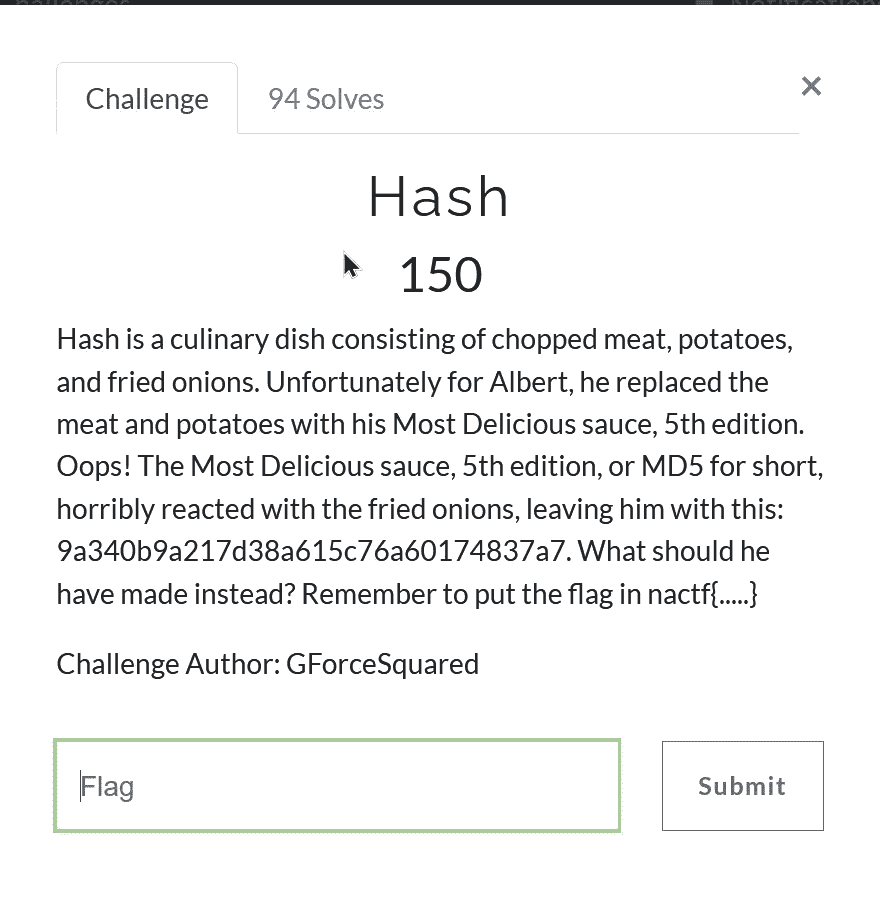 Challenge
94 Solves
×
Hash
150
Hash is a culinary dish consisting of chopped meat, potatoes,
and fried onions. Unfortunately for Albert, he replaced the
meat and potatoes with his Most Delicious sauce, 5th edition.
Oops! The Most Delicious sauce, 5th edition, or MD5 for short,
horribly reacted with the fried onions, leaving him with this:
9a340b9a217d38a615c76a60174837a7. What should he
have made instead? Remember to put the flag in nactf{.....}
Challenge Author: GForceSquared
Flag
Submit